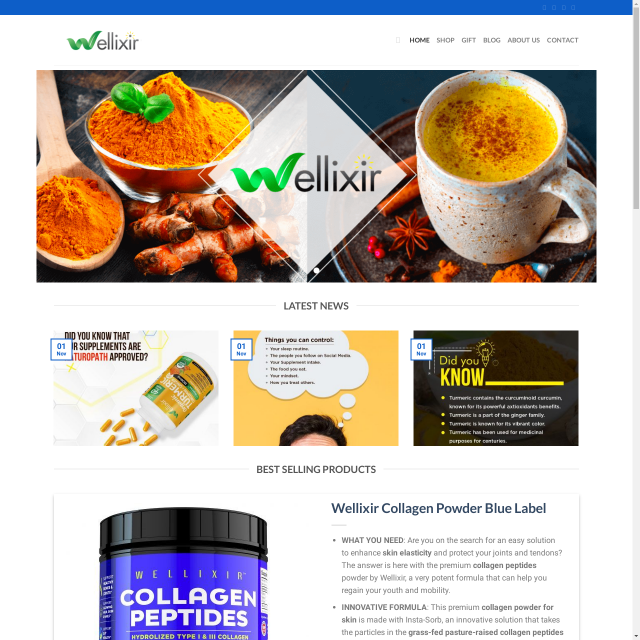 Wellixir
HOME SHOP GIFT BLOG ABOUT US CONTACT
Wellixir
LATEST NEWS
01
Nov
DID YOU KNOW THAT
SUPPLEMENTS ARE
NATUROPATH APPROVED?
TURMERIC
01
Nov
Things you can control:
• Your sleep routine.
• The people you follow on Social Media.
• Your Supplement intake.
• The food you eat.
• Your mindset.
• How you treat others.
01
Nov
Did you
KNOW
• Turmeric contains the curcuminoid curcumin,
known for its powerful axtioxidants benefits.
• Turmeric is a part of the ginger family.
• Turmeric is known for its vibrant color.
• Turmeric has been used for medicinal
purposes for centuries.
BEST SELLING PRODUCTS
WELLIXIR
COLLAGEN
PEPTIDES
HYDROLIZED TYPE I & III COLLAGEN
Wellixir Collagen Powder Blue Label
• WHAT YOU NEED: Are you on the search for an easy solution
to enhance skin elasticity and protect your joints and tendons?
The answer is here with the premium collagen peptides
powder by Wellixir, a very potent formula that can help you
regain your youth and mobility.
• INNOVATIVE FORMULA: This premium collagen powder for
skin is made with Insta-Sorb, an innovative solution that takes
the particles in the grass-fed pasture-raised collagen peptides